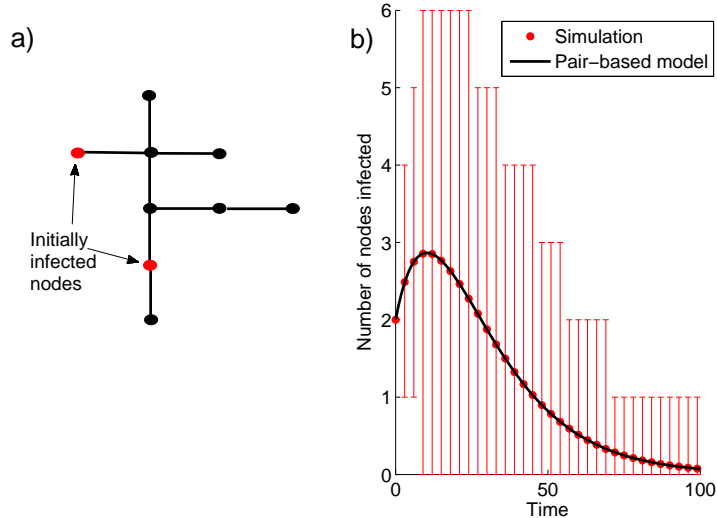 a)
Initially
infected
nodes
b)
Simulation
Pair−based model
Number of nodes infected
6
5
4
3
2
1
0
0
50
100
Time